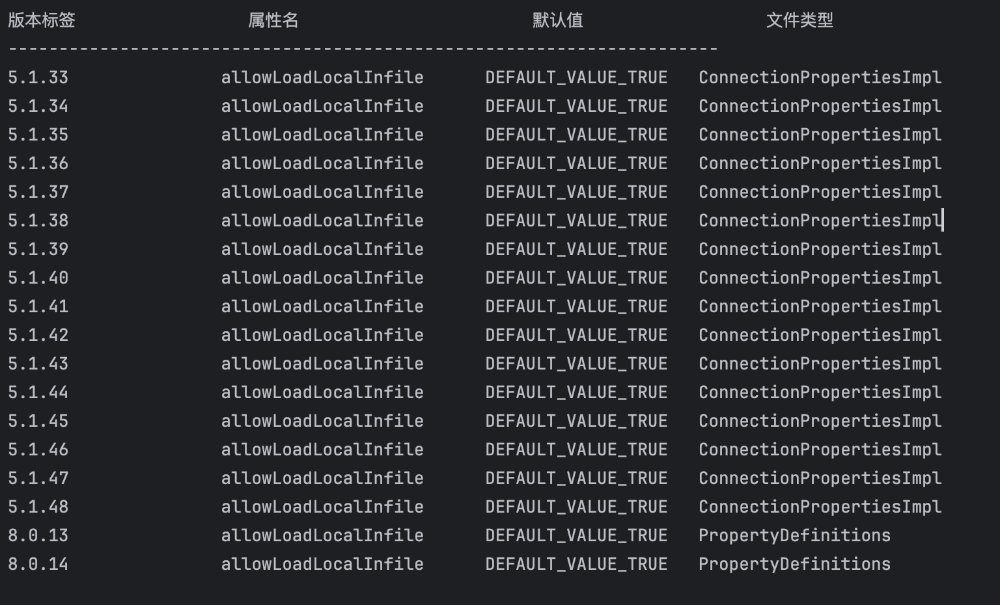 版本标签 属性名 默认值 文件类型
----------------------------------------------------------------------
5.1.33 allowLoadLocalInfile DEFAULT_VALUE_TRUE ConnectionPropertiesImpl
5.1.34 allowLoadLocalInfile DEFAULT_VALUE_TRUE ConnectionPropertiesImpl
5.1.35 allowLoadLocalInfile DEFAULT_VALUE_TRUE ConnectionPropertiesImpl
5.1.36 allowLoadLocalInfile DEFAULT_VALUE_TRUE ConnectionPropertiesImpl
5.1.37 allowLoadLocalInfile DEFAULT_VALUE_TRUE ConnectionPropertiesImpl
5.1.38 allowLoadLocalInfile DEFAULT_VALUE_TRUE ConnectionPropertiesImpl
5.1.39 allowLoadLocalInfile DEFAULT_VALUE_TRUE ConnectionPropertiesImpl
5.1.40 allowLoadLocalInfile DEFAULT_VALUE_TRUE ConnectionPropertiesImpl
5.1.41 allowLoadLocalInfile DEFAULT_VALUE_TRUE ConnectionPropertiesImpl
5.1.42 allowLoadLocalInfile DEFAULT_VALUE_TRUE ConnectionPropertiesImpl
5.1.43 allowLoadLocalInfile DEFAULT_VALUE_TRUE ConnectionPropertiesImpl
5.1.44 allowLoadLocalInfile DEFAULT_VALUE_TRUE ConnectionPropertiesImpl
5.1.45 allowLoadLocalInfile DEFAULT_VALUE_TRUE ConnectionPropertiesImpl
5.1.46 allowLoadLocalInfile DEFAULT_VALUE_TRUE ConnectionPropertiesImpl
5.1.47 allowLoadLocalInfile DEFAULT_VALUE_TRUE ConnectionPropertiesImpl
5.1.48 allowLoadLocalInfile DEFAULT_VALUE_TRUE ConnectionPropertiesImpl
8.0.13 allowLoadLocalInfile DEFAULT_VALUE_TRUE PropertyDefinitions
8.0.14 allowLoadLocalInfile DEFAULT_VALUE_TRUE PropertyDefinitions